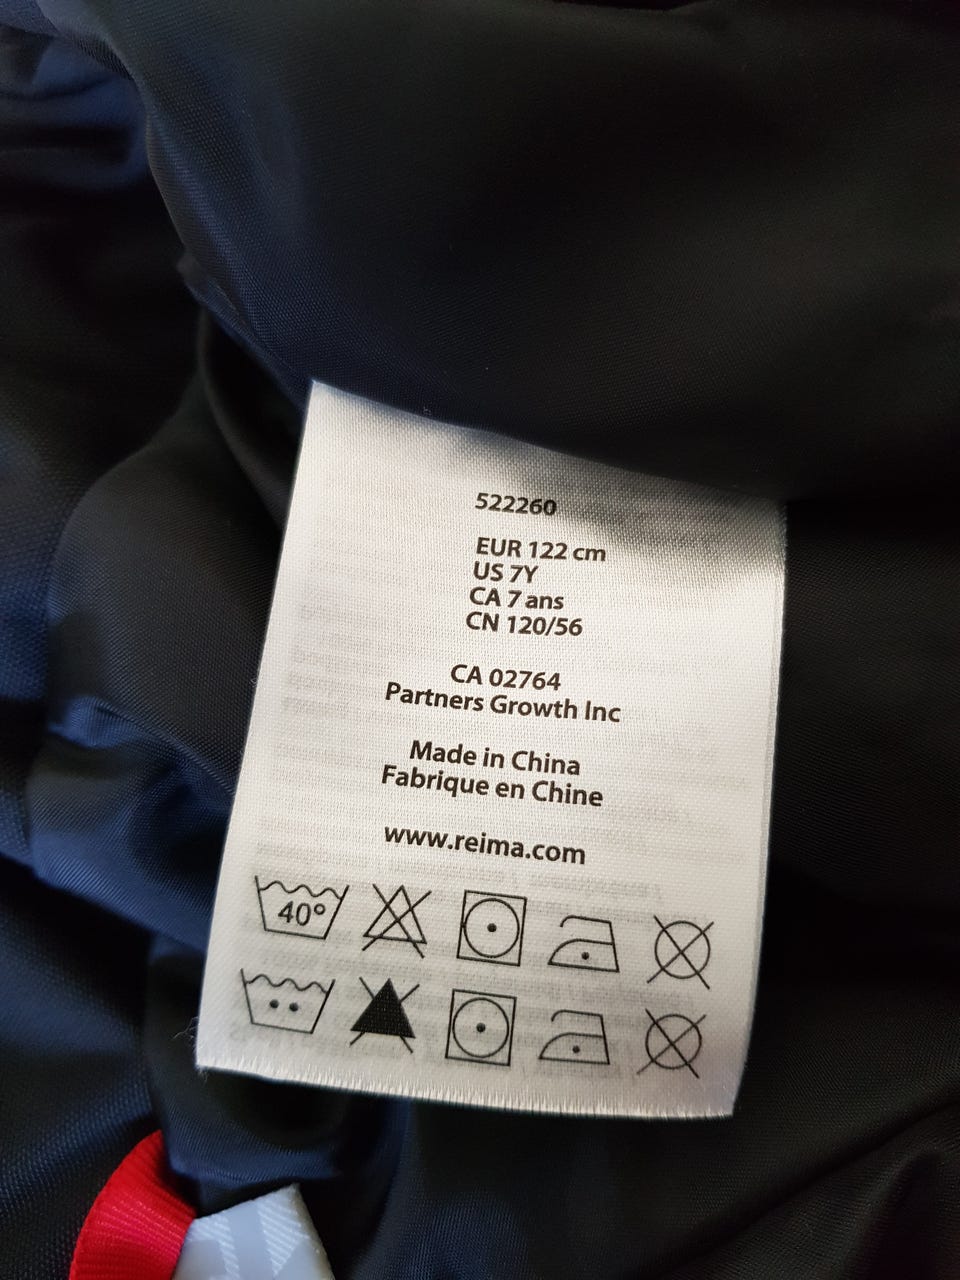 522260
EUR 122 cm
US 7Y
CA 7 ans
CN 120/56
CA 02764
Partners Growth Inc
Made in China
Fabrique en Chine
www.reima.com
40°